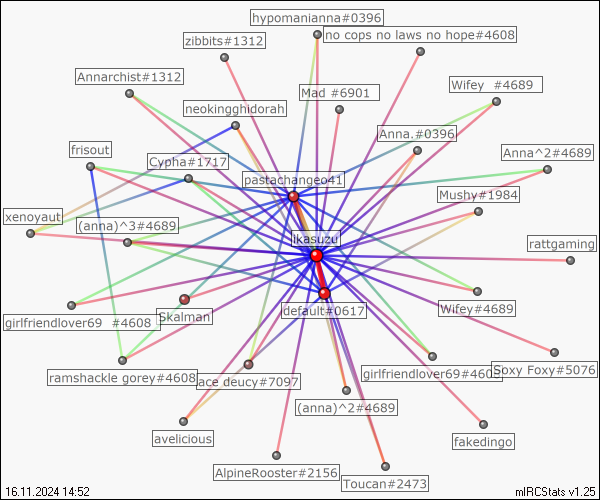 hypomanianna#0396
no cops no laws no hope#4608
zibbits#1312
Annarchist#1312
Mad #6901
Wifey #4689
neokingghidorah
Anna.#0396
frisout
Cypha#1717
Anna^2#4689
pastachangeo41
Mushy#1984
xenoyaut
(anna)^3#4689
Ikasuzu
rattgaming
Wifey#4689
girlfriendlover69 #4608
Skalman
default#0617
ramshackle gorey#4608
ace deucy#7097
girlfriendlover69#4608
Soxy Foxy#5076
(anna)^2#4689
avelicious
fakedingo
AlpineRooster#2156
Toucan#2473
16.11.2024 14:52
mIRCStats v1.25